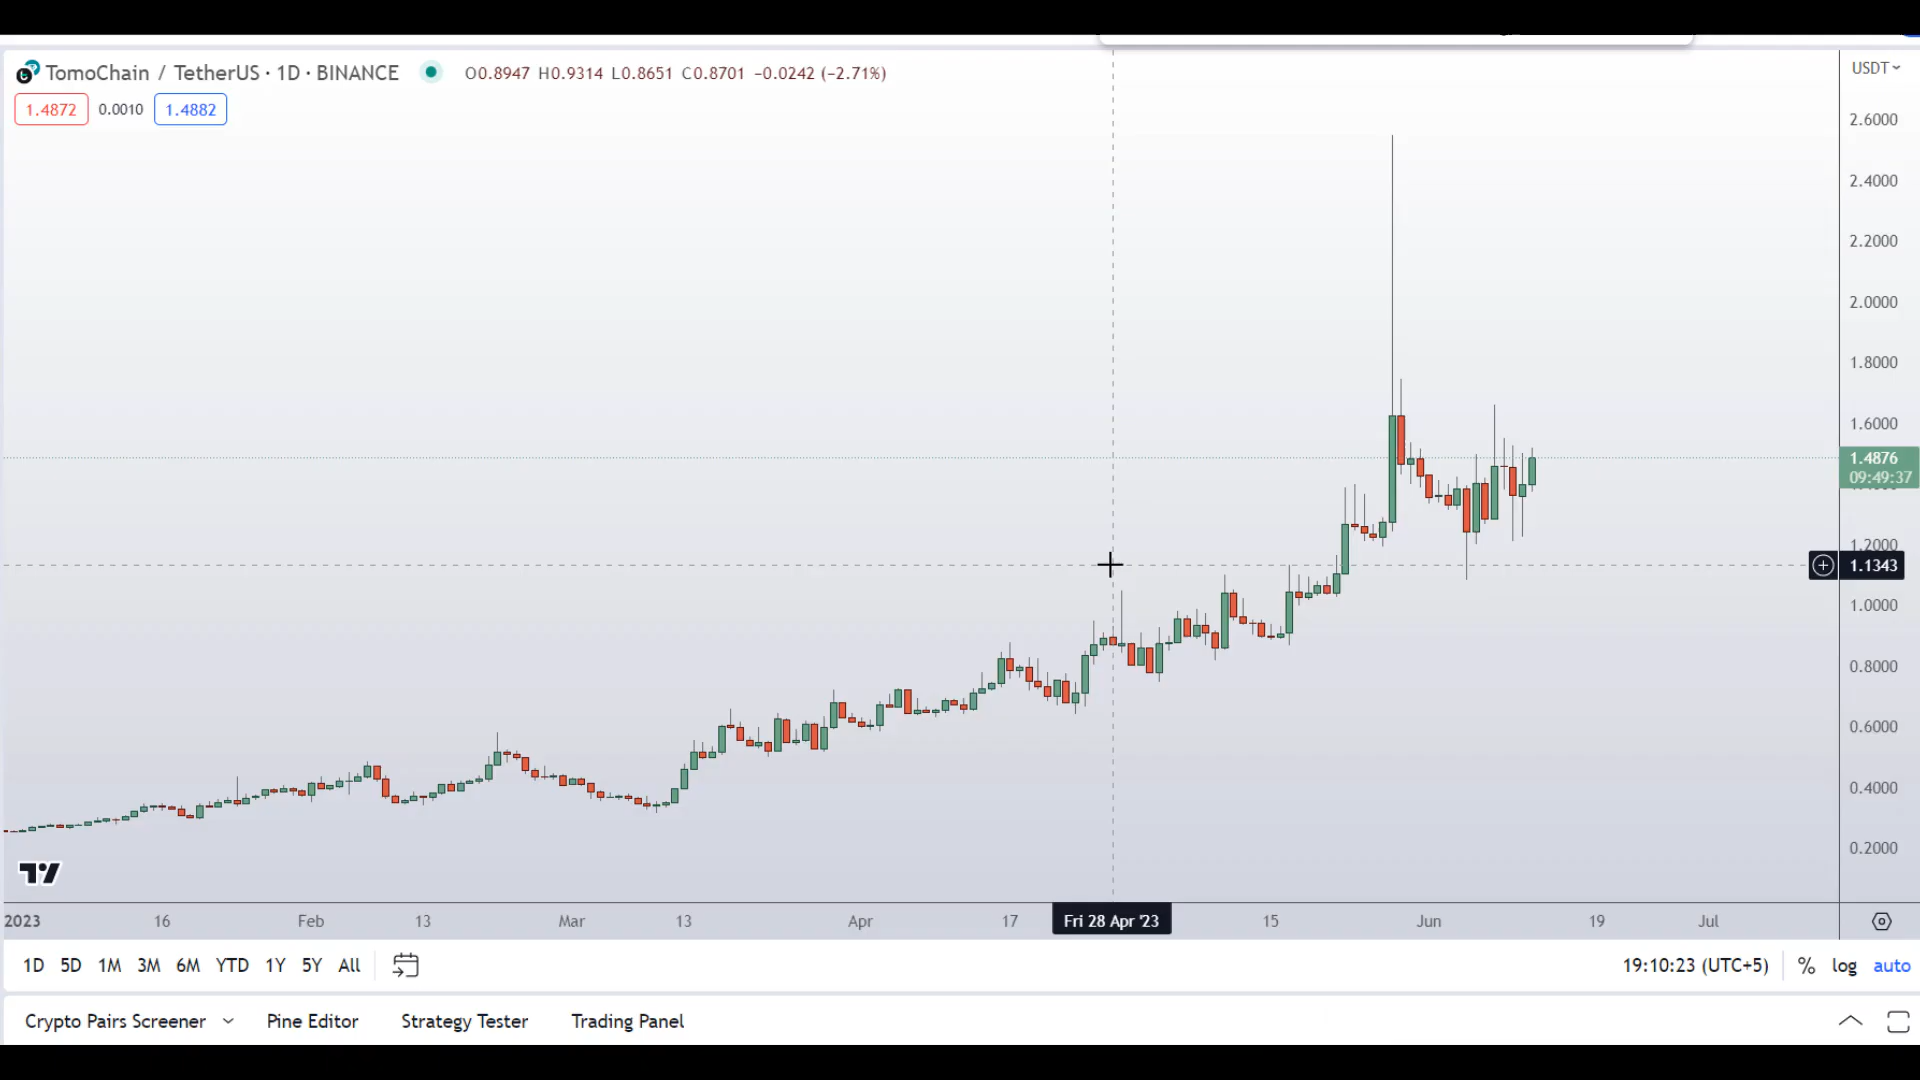 TomoChain / TetherUS · 1D · BINANCE O0.8947 H0.9314 L0.8651 C0.8701 −0.0242 (−2.71%)
USDT
1.4872 0.0010 1.4882
2.6000
2.4000
2.2000
2.0000
1.8000
1.6000
1.4876
09:49:37
1.2000
1.1343
1.0000
0.8000
0.6000
0.4000
0.2000
2023 16 Feb 13 Mar 13 Apr 17 Fri 28 Apr '23 15 Jun 19 Jul
1D 5D 1M 3M 6M YTD 1Y 5Y All 19:10:23 (UTC+5) % log auto
Crypto Pairs Screener Pine Editor Strategy Tester Trading Panel